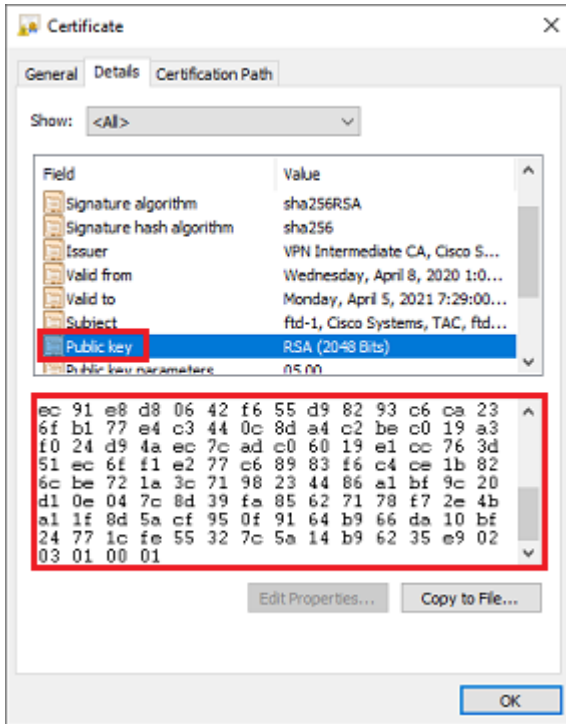 Certificate
General Details Certification Path
Show: <All>
Field Value
Signature algorithm sha256RSA
Signature hash algorithm sha256
Issuer VPN Intermediate CA, Cisco S...
Valid from Wednesday, April 8, 2020 1:0...
Valid to Monday, April 5, 2021 7:29:00...
Subject ftd-1, Cisco Systems, TAC, ftd...
Public key RSA (2048 Bits)
Public key parameters 05 00
ec 91 e8 d8 06 42 f6 55 d9 82 93 c6 ca 23
6f b1 77 e4 c3 44 0c 8d a4 c2 be c0 19 a3
f0 24 d9 4a ec 7c ad c0 60 19 e1 cc 76 3d
51 ec 6f f1 e2 77 c6 89 83 f6 c4 ce 1b 82
6c be 72 1a 3c 71 98 23 44 86 a1 bf 9c 20
d1 0e 04 7c 8d 39 fa 85 62 71 78 f7 2e 4b
a1 1f 8d 5a cf 95 0f 91 64 b9 66 da 10 bf
24 77 1c fe 55 32 7c 5a 14 b9 62 35 e9 02
03 01 00 01
Edit Properties... Copy to File...
OK